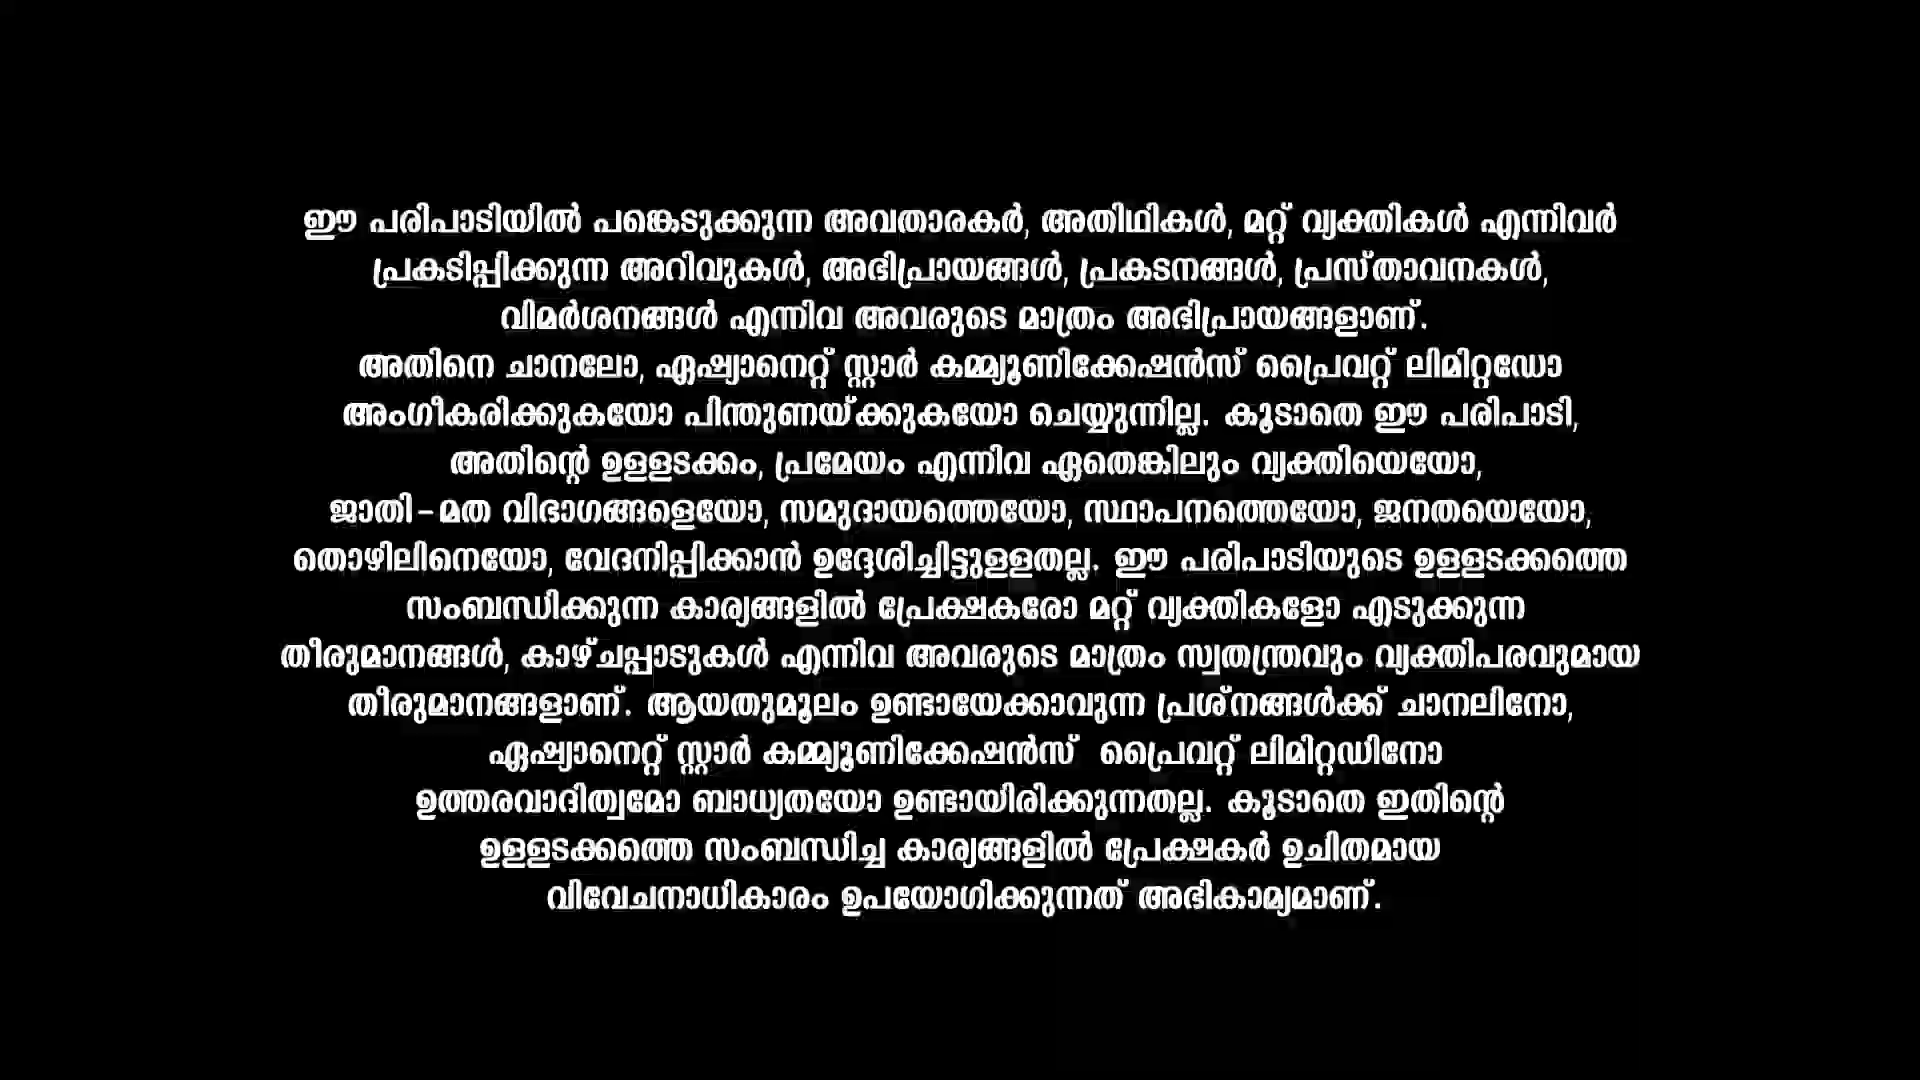 ഈ പരിപാടിയിൽ പങ്കെടുക്കുന്ന അവതാരകർ, അതിഥികൾ, മറ്റ് വ്യക്തികൾ എന്നിവർ
പ്രകടിപ്പിക്കുന്ന അറിവുകൾ, അഭിപ്രായങ്ങൾ, പ്രകടനങ്ങൾ, പ്രസ്താവനകൾ,
വിമർശനങ്ങൾ എന്നിവ അവരുടെ മാത്രം അഭിപ്രായങ്ങളാണ്.
അതിനെ ചാനലോ, ഏഷ്യാനെറ്റ് സ്റ്റാർ കമ്മ്യൂണിക്കേഷൻസ് പ്രൈവറ്റ് ലിമിറ്റഡോ
അംഗീകരിക്കുകയോ പിന്തുണയ്ക്കുകയോ ചെയ്യുന്നില്ല. കൂടാതെ ഈ പരിപാടി,
അതിന്റെ ഉള്ളടക്കം, പ്രമേയം എന്നിവ ഏതെങ്കിലും വ്യക്തിയെയോ,
ജാതി-മത വിഭാഗങ്ങളെയോ, സമുദായത്തെയോ, സ്ഥാപനത്തെയോ, ജനതയെയോ,
തൊഴിലിനെയോ, വേദനിപ്പിക്കാൻ ഉദ്ദേശിച്ചിട്ടുള്ളതല്ല. ഈ പരിപാടിയുടെ ഉള്ളടക്കത്തെ
സംബന്ധിക്കുന്ന കാര്യങ്ങളിൽ പ്രേക്ഷകരോ മറ്റ് വ്യക്തികളോ എടുക്കുന്ന
തീരുമാനങ്ങൾ, കാഴ്ചപ്പാടുകൾ എന്നിവ അവരുടെ മാത്രം സ്വതന്ത്രവും വ്യക്തിപരവുമായ
തീരുമാനങ്ങളാണ്. ആയതുമൂലം ഉണ്ടായേക്കാവുന്ന പ്രശ്നങ്ങൾക്ക് ചാനലിനോ,
ഏഷ്യാനെറ്റ് സ്റ്റാർ കമ്മ്യൂണിക്കേഷൻസ് പ്രൈവറ്റ് ലിമിറ്റഡിനോ
ഉത്തരവാദിത്വമോ ബാധ്യതയോ ഉണ്ടായിരിക്കുന്നതല്ല. കൂടാതെ ഇതിന്റെ
ഉള്ളടക്കത്തെ സംബന്ധിച്ച കാര്യങ്ങളിൽ പ്രേക്ഷകർ ഉചിതമായ
വിവേചനാധികാരം ഉപയോഗിക്കുന്നത് അഭികാമ്യമാണ്.